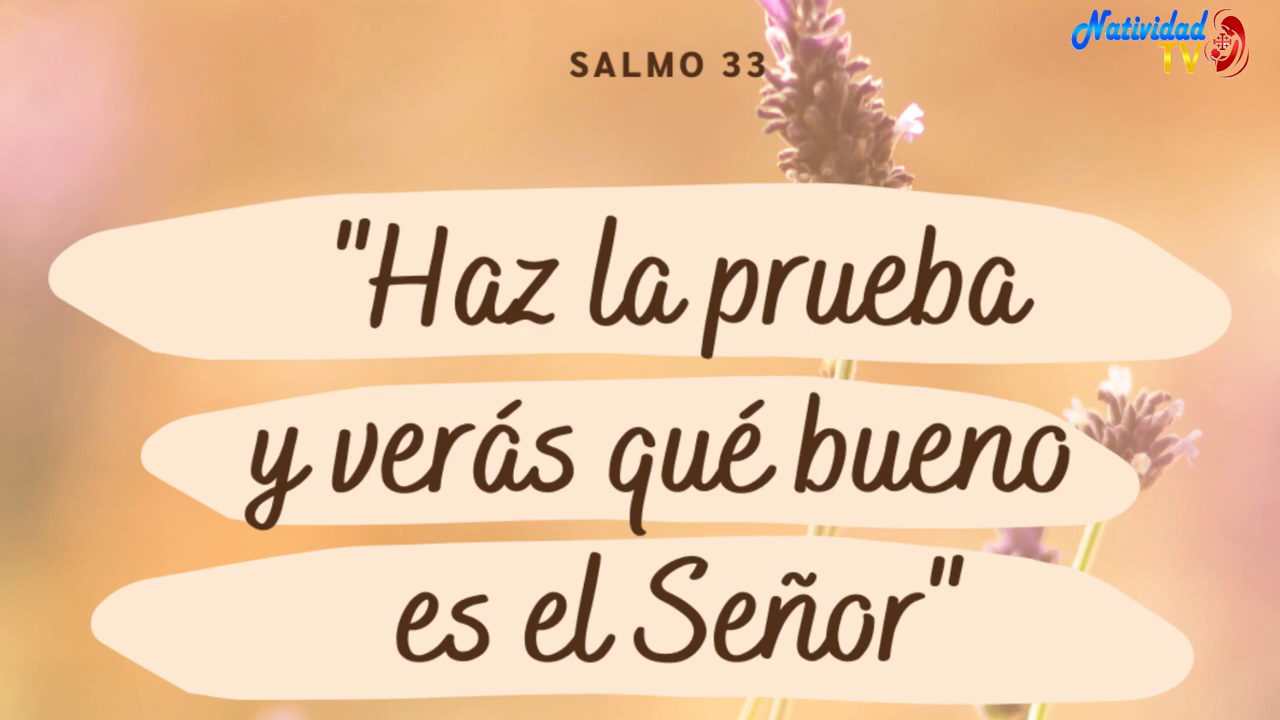 Natividad
TV
SALMO 33
"Haz la prueba
y verás qué bueno
es el Señor"